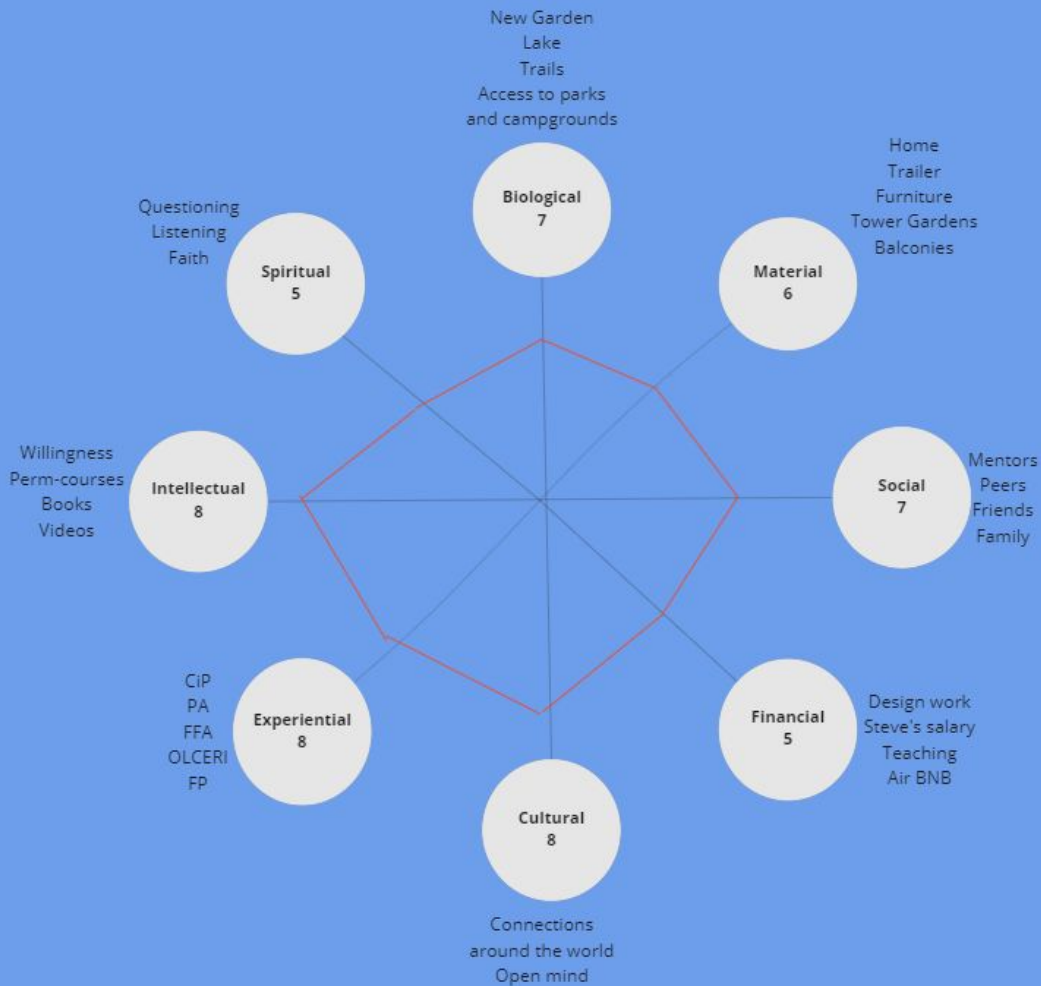 New Garden
Lake
Trails
Access to parks
and campgrounds
Biological
7
Home
Trailer
Furniture
Tower Gardens
Balconies
Material
6
Questioning
Listening
Faith
Spiritual
5
Willingness
Perm-courses
Books
Videos
Intellectual
8
Social
7
Mentors
Peers
Friends
Family
CiP
PA
FFA
OLCERI
FP
Experiential
8
Financial
5
Design work
Steve's salary
Teaching
Air BNB
Cultural
8
Connections
around the world
Open mind